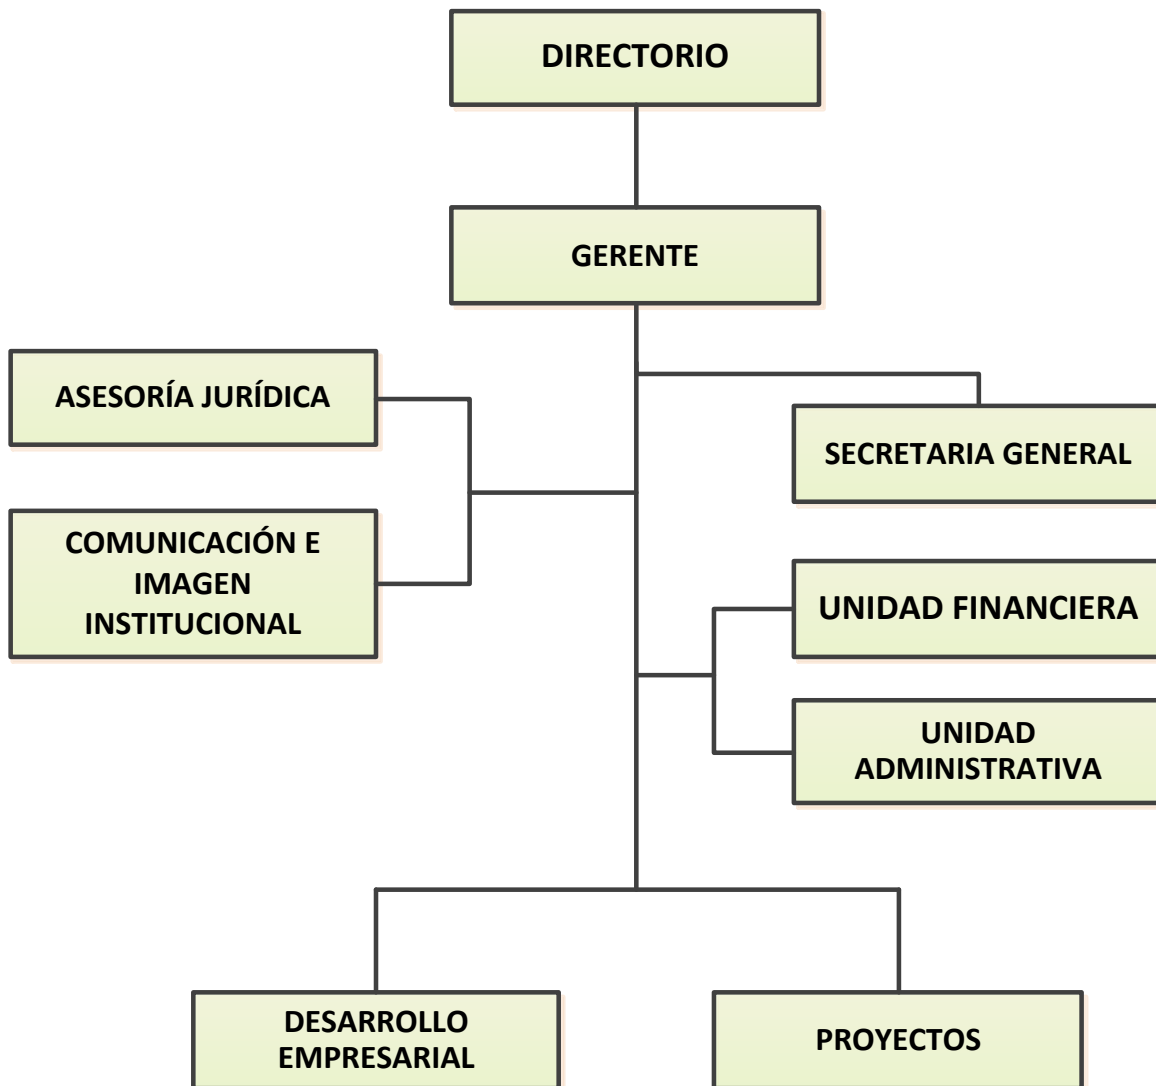 DIRECTORIO
GERENTE
ASESORÍA JURÍDICA
SECRETARIA GENERAL
COMUNICACIÓN E
IMAGEN
INSTITUCIONAL
UNIDAD FINANCIERA
UNIDAD
ADMINISTRATIVA
DESARROLLO
EMPRESARIAL
PROYECTOS